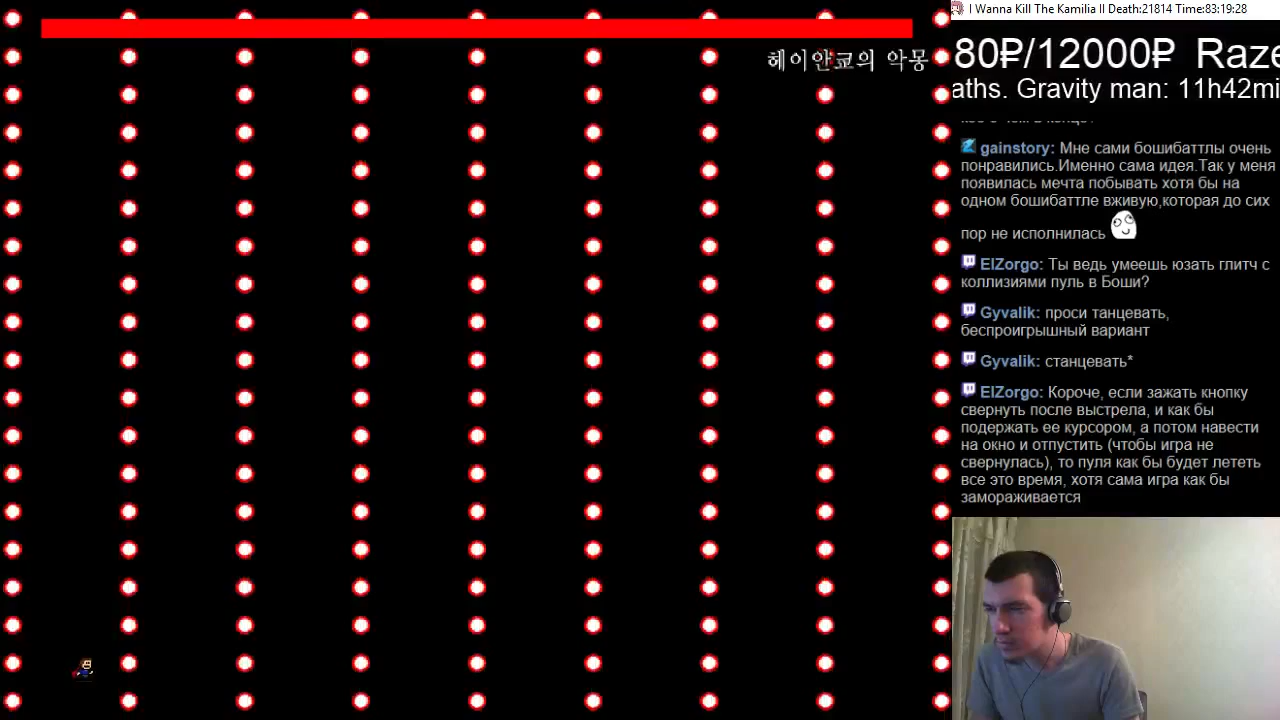 I Wanna Kill The Kamilia II Death:21814 Time:83:19:28
80₽/12000₽ Raze
aths. Gravity man: 11h42mi
헤이안쿄의 악몽
gainstory: Мне сами бошибаттлы очень
понравились.Именно сама идея.Так у меня
появилась мечта побывать хотя бы на
одном бошибаттле вживую,которая до сих
пор не исполнилась
ElZorgo: Ты ведь умеешь юзать глитч с
коллизиями пуль в Боши?
Gyvalik: проси танцевать,
беспроигрышный вариант
Gyvalik: станцевать*
ElZorgo: Короче, если зажать кнопку
свернуть после выстрела, и как бы
подержать ее курсором, а потом навести
на окно и отпустить (чтобы игра не
свернулась), то пуля как бы будет лететь
все это время, хотя сама игра как бы
замораживается